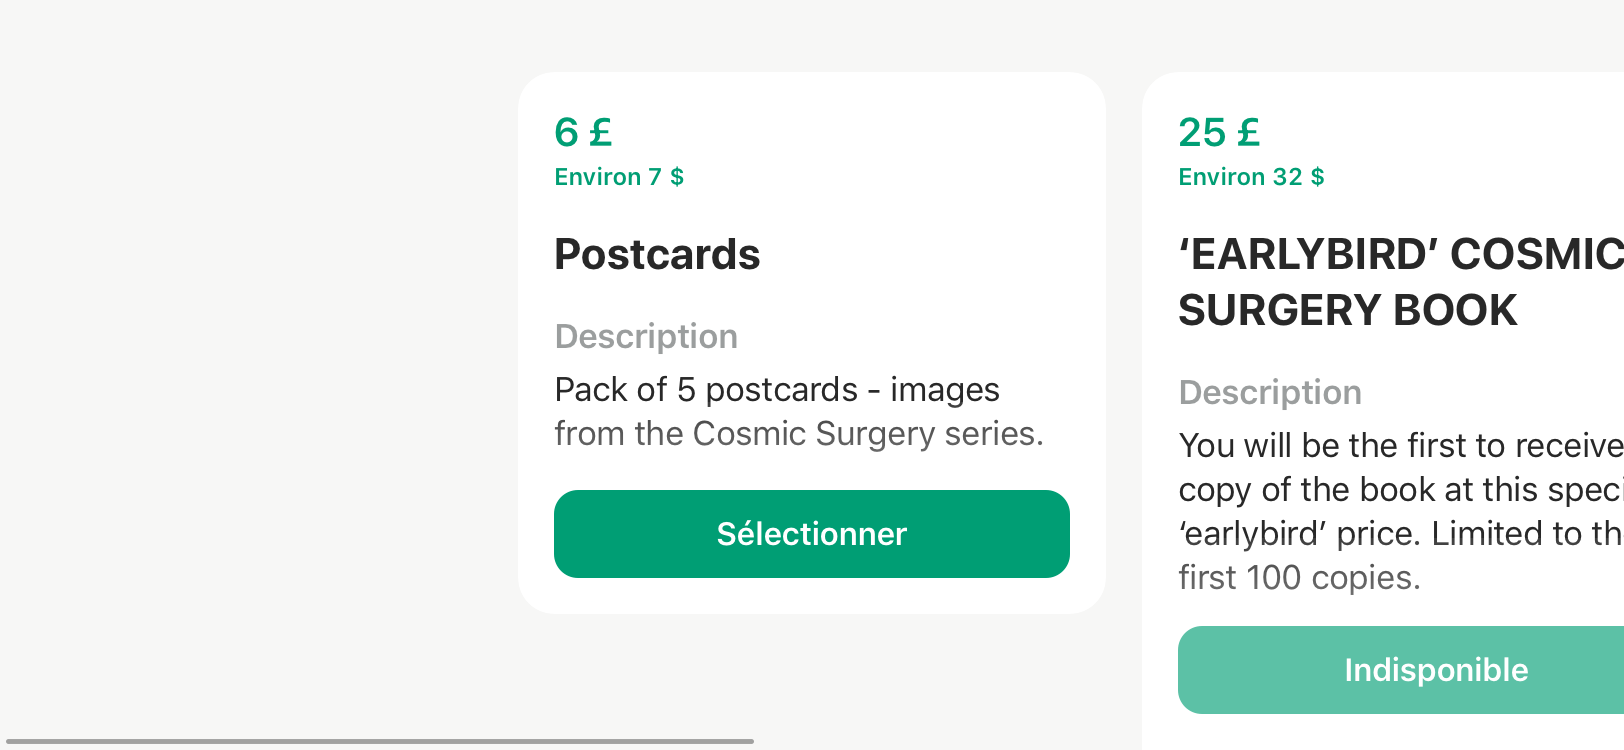 6 £
Environ 7 $
Postcards
Description
Pack of 5 postcards - images
from the Cosmic Surgery series.
Sélectionner
25 £
Environ 32 $
‘EARLYBIRD’ COSMIC
SURGERY BOOK
Description
You will be the first to receive
copy of the book at this
‘earlybird’ price. Limited to
first 100 copies.
Indisponible